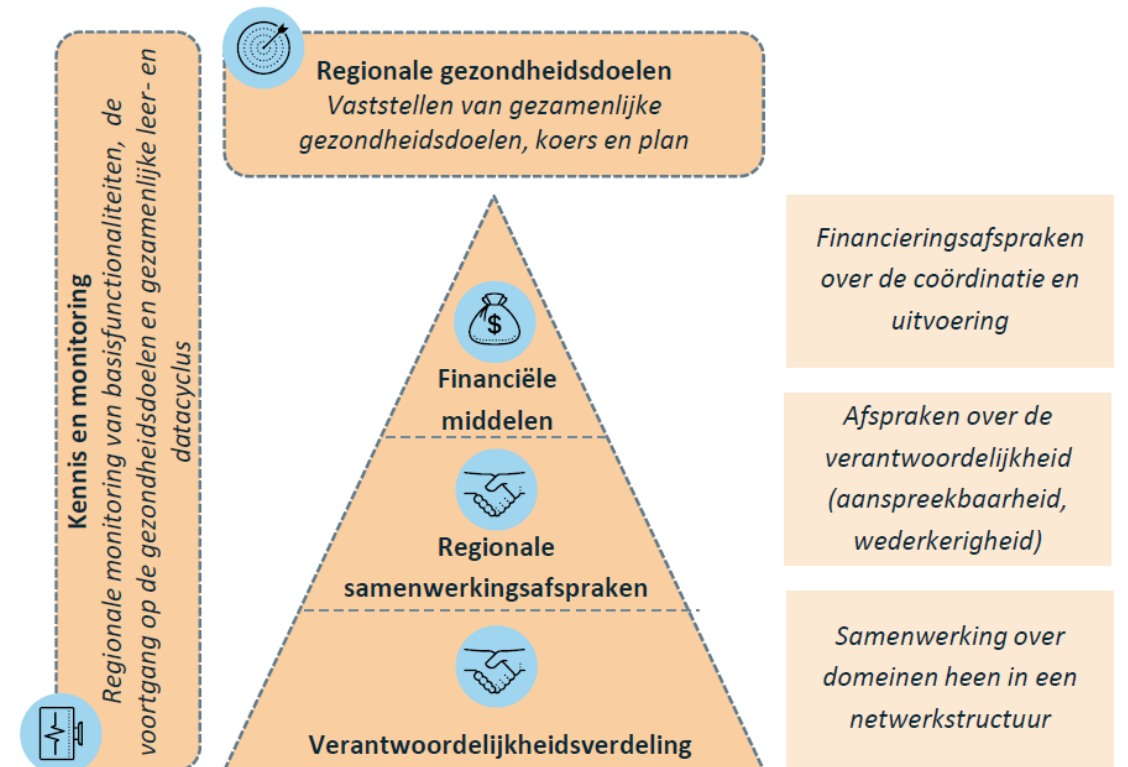 Kennis en monitoring
Regionale monitoring van basisfunctionaliteiten, de
voortgang op de gezondheidsdoelen en gezamenlijke leer- en
datacyclus
Regionale gezondheidsdoelen
Vaststellen van gezamenlijke
gezondheidsdoelen, koers en plan
$
Financiële
middelen
Regionale
samenwerkingsafspraken
Verantwoordelijkheidsverdeling
Financieringsafspraken
over de coördinatie en
uitvoering
Afspraken over de
verantwoordelijkheid
(aanspreekbaarheid,
wederkerigheid)
Samenwerking over
domeinen heen in een
netwerkstructuur